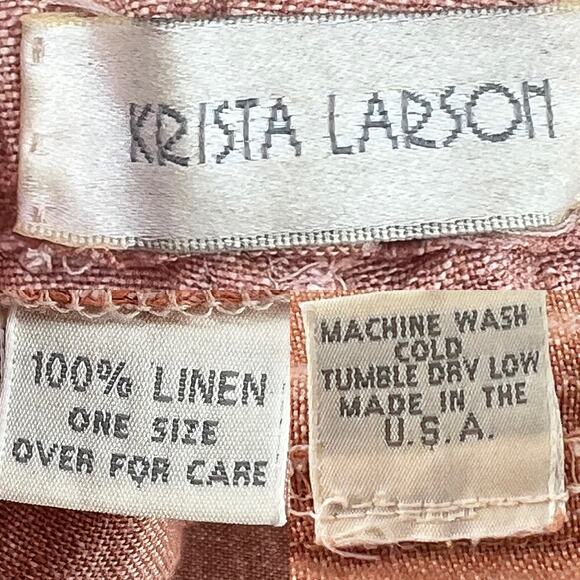 KRISTA LARSON
100% LINEN
ONE SIZE
OVER FOR CARE
MACHINE WASH
COLD
TUMBLE DRY LOW
MADE IN THE
U.S.A.